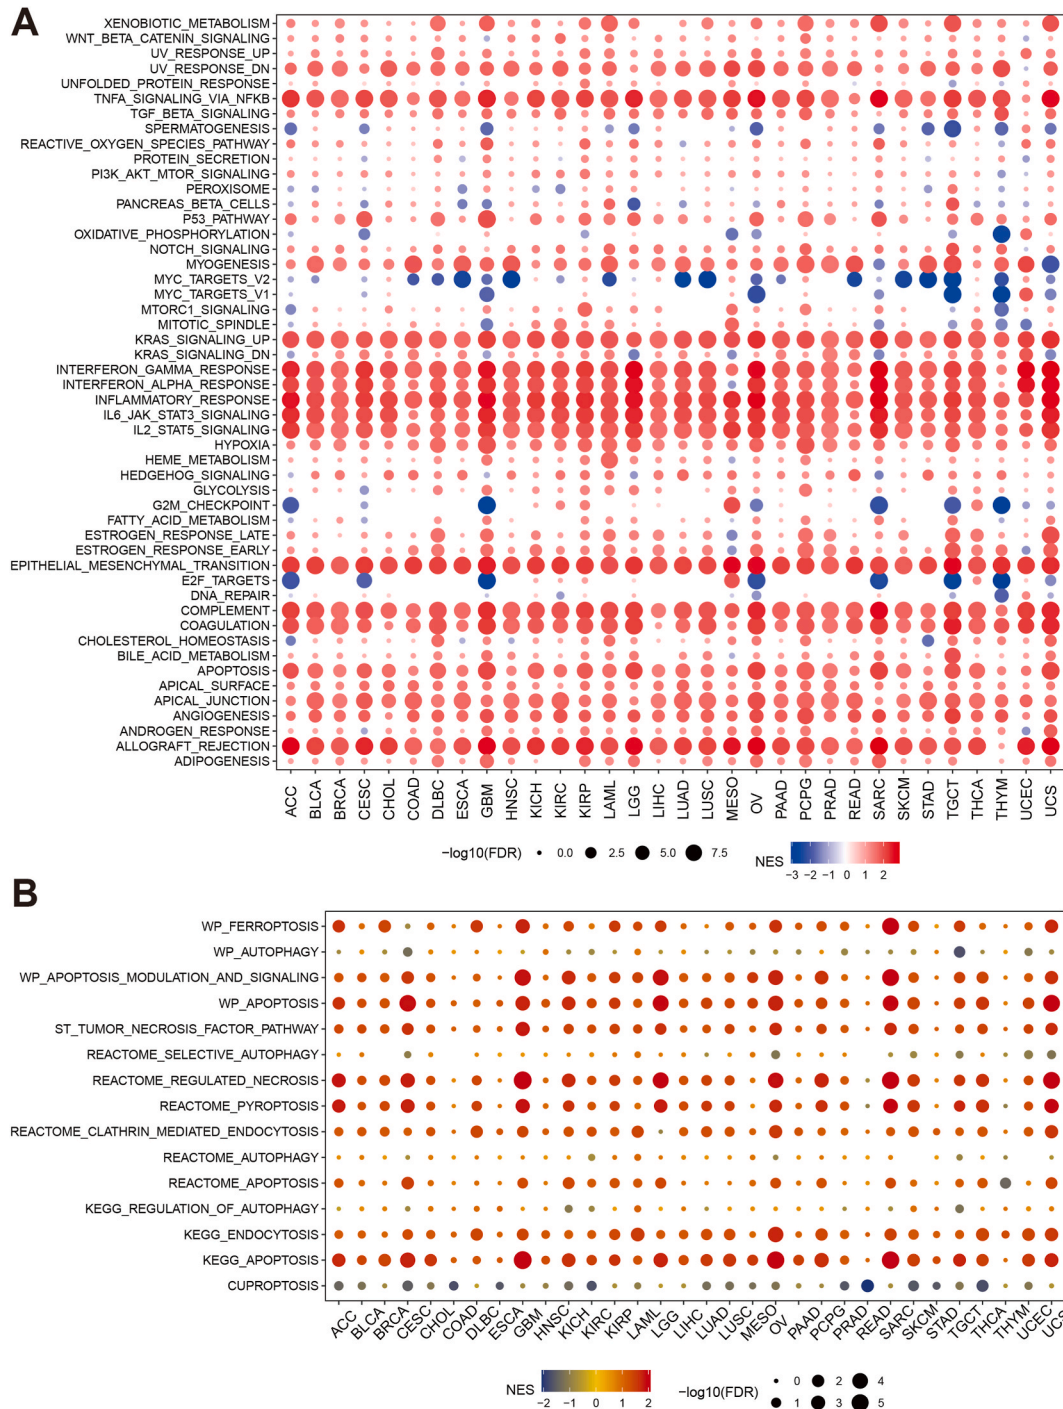 A
XENOBIOTIC_METABOLISM
WNT_BETA_CATENIN_SIGNALING
UV_RESPONSE_UP
UV_RESPONSE_DN
UNFOLDED_PROTEIN_RESPONSE
TNFA_SIGNALING_VIA_NFKB
TGF_BETA_SIGNALING
SPERMATOGENESIS
REACTIVE_OXYGEN_SPECIES_PATHWAY
PROTEIN_SECRETION
PI3K_AKT_MTOR_SIGNALING
PEROXISOME
PANCREAS_BETA_CELLS
P53_PATHWAY
OXIDATIVE_PHOSPHORYLATION
NOTCH_SIGNALING
MYOGENESIS
MYC_TARGETS_V2
MYC_TARGETS_V1
MTORC1_SIGNALING
MITOTIC_SPINDLE
KRAS_SIGNALING_UP
KRAS_SIGNALING_DN
INTERFERON_GAMMA_RESPONSE
INTERFERON_ALPHA_RESPONSE
INFLAMMATORY_RESPONSE
IL6_JAK_STAT3_SIGNALING
IL2_STAT5_SIGNALING
HYPOXIA
HEME_METABOLISM
HEDGEHOG_SIGNALING
GLYCOLYSIS
G2M_CHECKPOINT
FATTY_ACID_METABOLISM
ESTROGEN_RESPONSE_LATE
ESTROGEN_RESPONSE_EARLY
EPITHELIAL_MESENCHYMAL_TRANSITION
E2F_TARGETS
DNA_REPAIR
COMPLEMENT
COAGULATION
CHOLESTEROL_HOMEOSTASIS
BILE_ACID_METABOLISM
APOPTOSIS
APICAL_SURFACE
APICAL_JUNCTION
ANGIOGENESIS
ANDROGEN_RESPONSE
ALLOGRAFT_REJECTION
ADIPOGENESIS
ACC BLCA BRCA CESC CHOL COAD DLBC ESCA GBM HNSC KICH KIRC KIRP LAML LGG LIHC LUAD LUSC MESO OV PAAD PCPG PRAD READ SARC SKCM STAD TGCT THCA THYM UCEC UCS
−log10(FDR) 0.0 2.5 5.0 7.5 NES
−3 −2 −1 0 1 2
B
WP_FERROPTOSIS
WP_AUTOPHAGY
WP_APOPTOSIS_MODULATION_AND_SIGNALING
WP_APOPTOSIS
ST_TUMOR_NECROSIS_FACTOR_PATHWAY
REACTOME_SELECTIVE_AUTOPHAGY
REACTOME_REGULATED_NECROSIS
REACTOME_PYROPTOSIS
REACTOME_CLATHRIN_MEDIATED_ENDOCYTOSIS
REACTOME_AUTOPHAGY
REACTOME_APOPTOSIS
KEGG_REGULATION_OF_AUTOPHAGY
KEGG_ENDOCYTOSIS
KEGG_APOPTOSIS
CUPROPTOSIS
ACC BLCA BRCA CESC CHOL COAD DLBC ESCA GBM HNSC KICH KIRC KIRP LAML LGG LIHC LUAD LUSC MESO OV PAAD PCPG PRAD READ SARC SKCM STAD TGCT THCA THYM UCEC UCS
NES −log10(FDR) 0 2 4
−2 −1 0 1 2 1 3 5